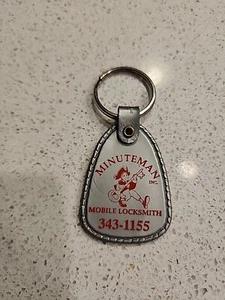 MINUTEMAN
INC.
MOBILE LOCKSMITH
343-1155